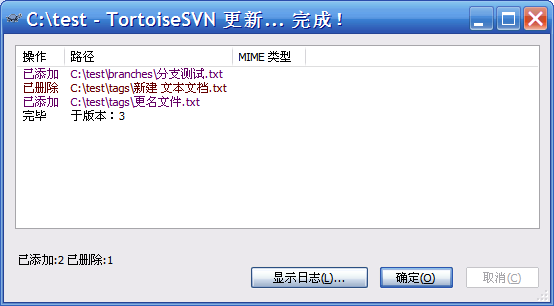 C:\test - TortoiseSVN 更新... 完成!
操作 路径 MIME 类型
已添加 C:\test\branches\分支测试.txt
已删除 C:\test\tags\新建 文本文档.txt
已添加 C:\test\tags\更名文件.txt
完毕 于版本：3
已添加:2 已删除:1
显示日志(L)... 确定(O) 取消(C)